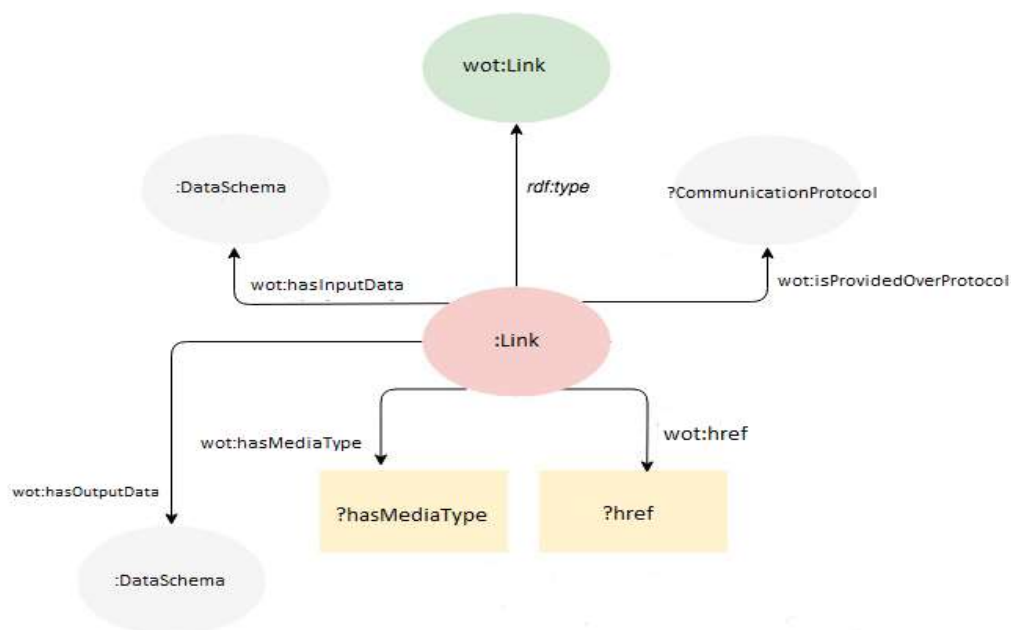 wot:Link
:DataSchema
rdf:type
?CommunicationProtocol
wot:hasInputData
wot:isProvidedOverProtocol
:Link
wot:hasMediaType
wot:href
wot:hasOutputData
?hasMediaType
?href
:DataSchema